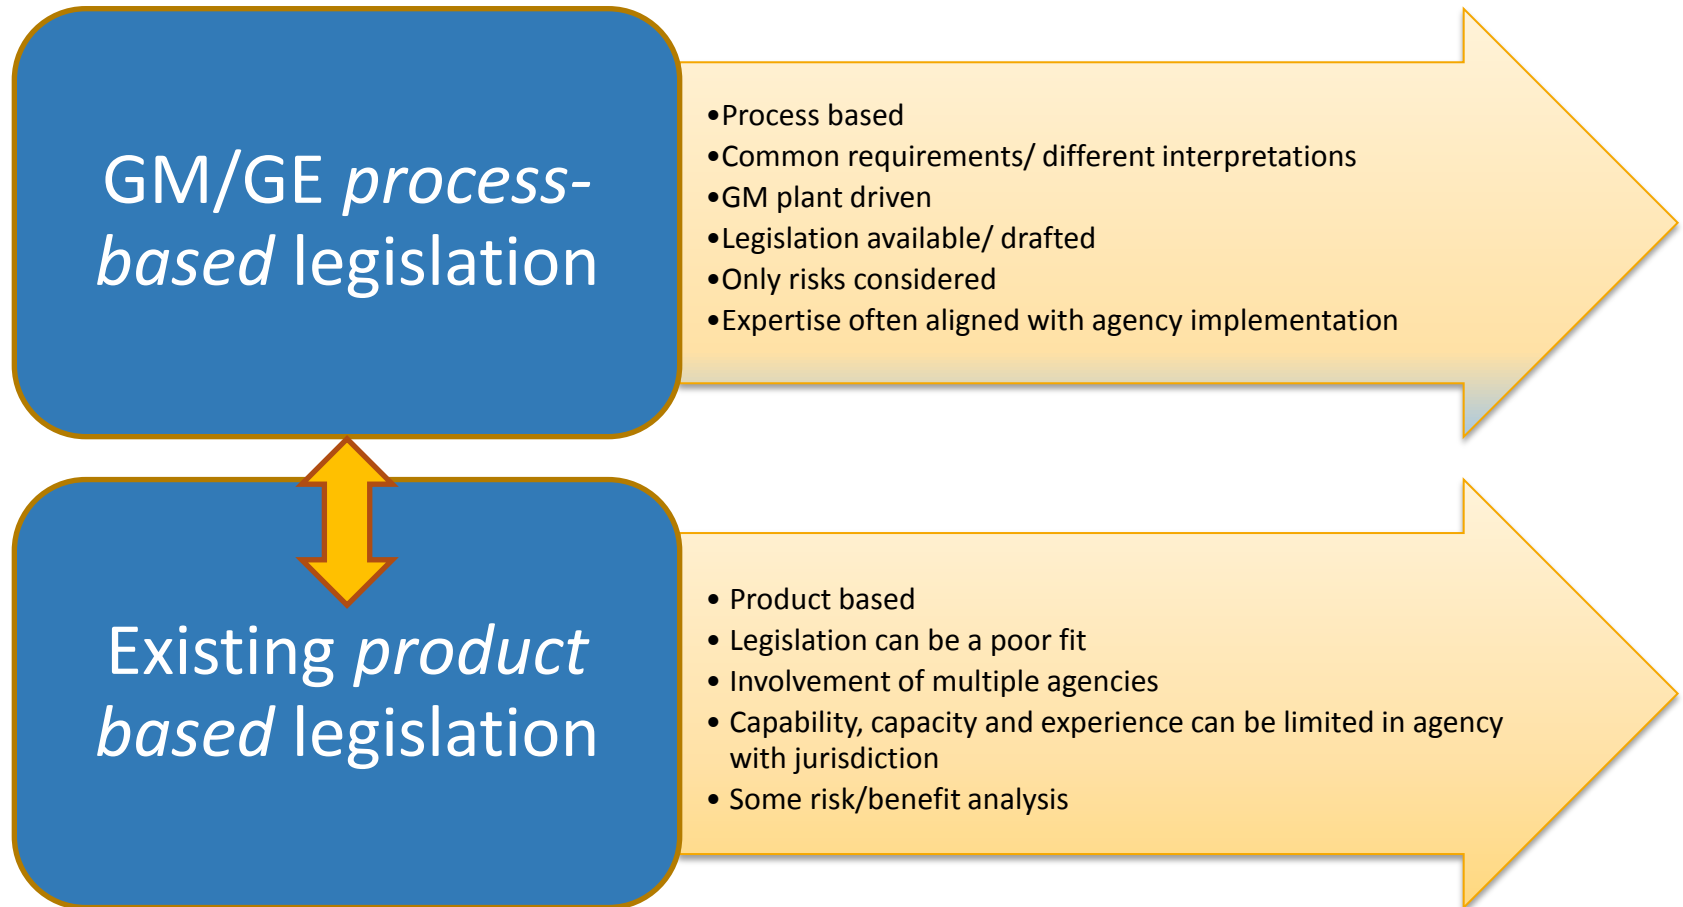 GM/GE process-
based legislation
•Process based
•Common requirements/ different interpretations
•GM plant driven
•Legislation available/ drafted
•Only risks considered
•Expertise often aligned with agency implementation
Existing product
based legislation
• Product based
• Legislation can be a poor fit
• Involvement of multiple agencies
• Capability, capacity and experience can be limited in agency
with jurisdiction
• Some risk/benefit analysis